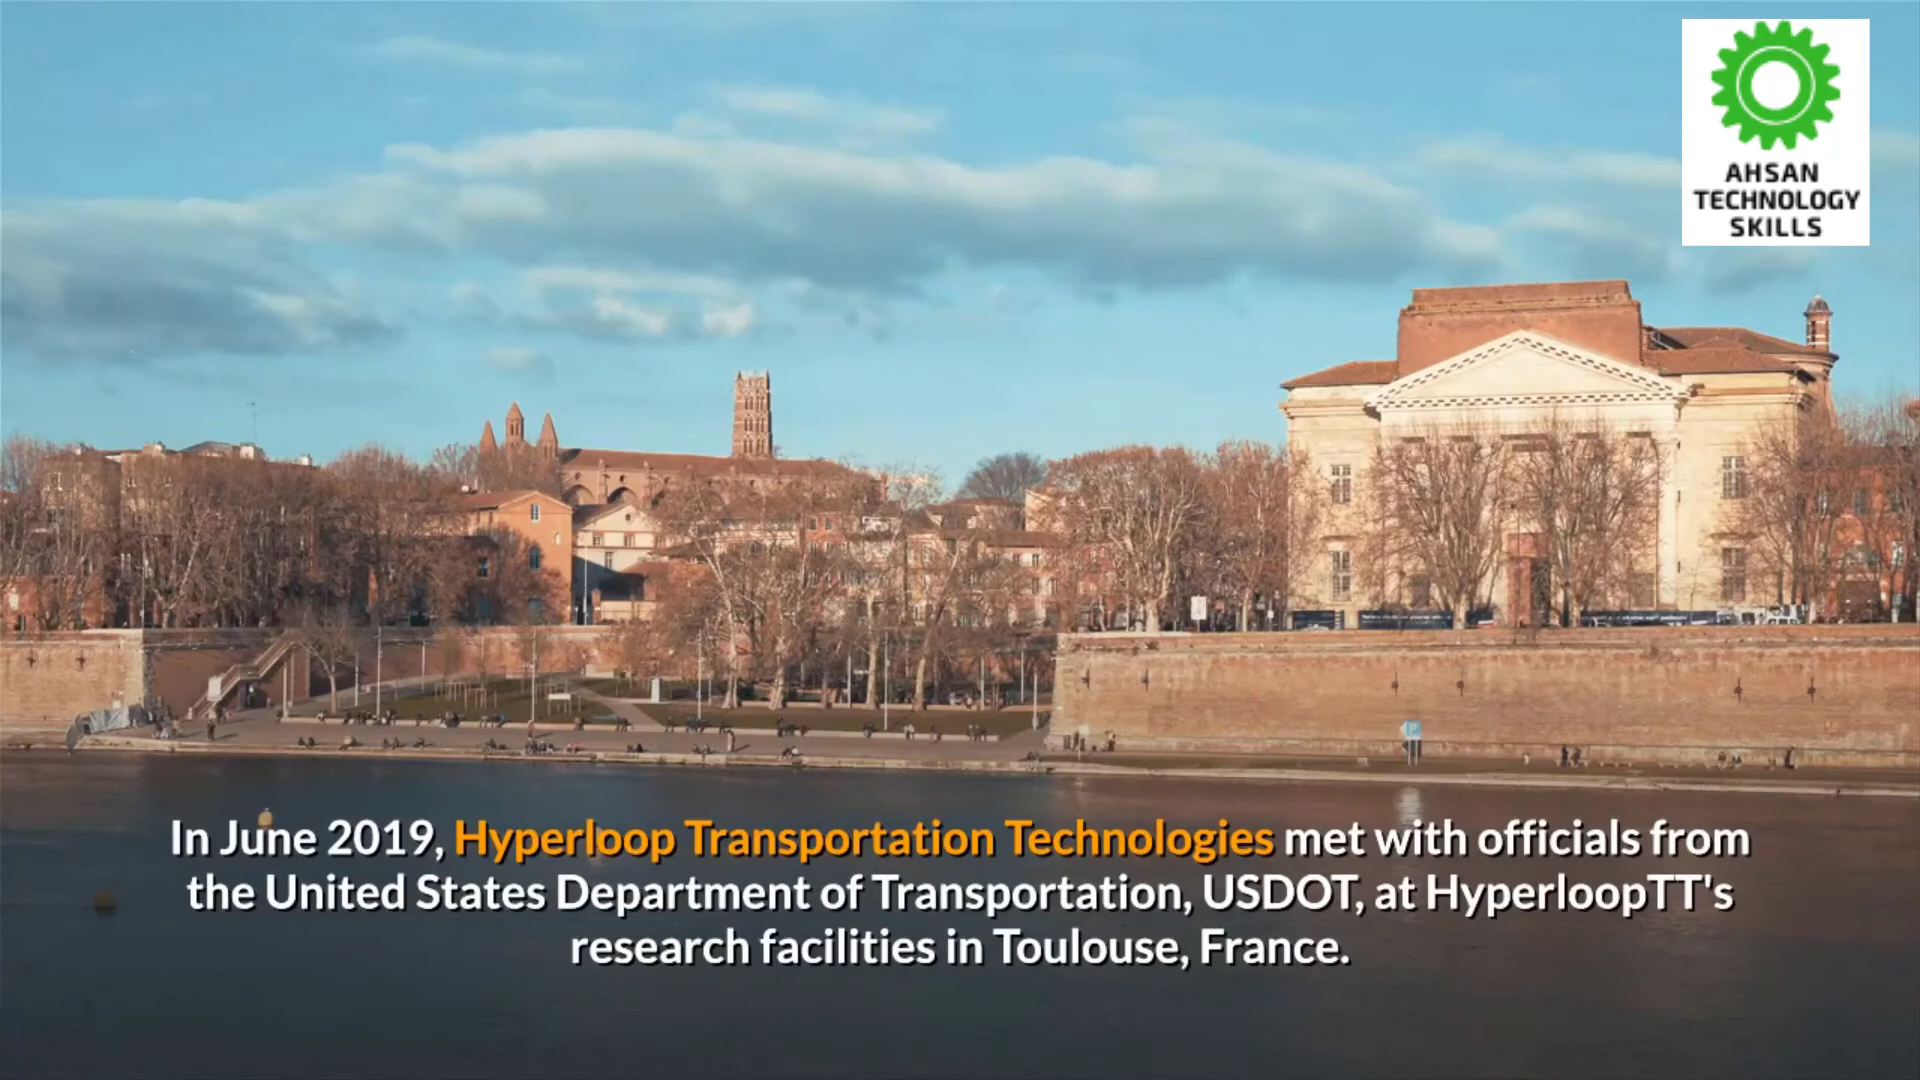 AHSAN
TECHNOLOGY
SKILLS
In June 2019, Hyperloop Transportation Technologies met with officials from
the United States Department of Transportation, USDOT, at HyperloopTT's
research facilities in Toulouse, France.
P